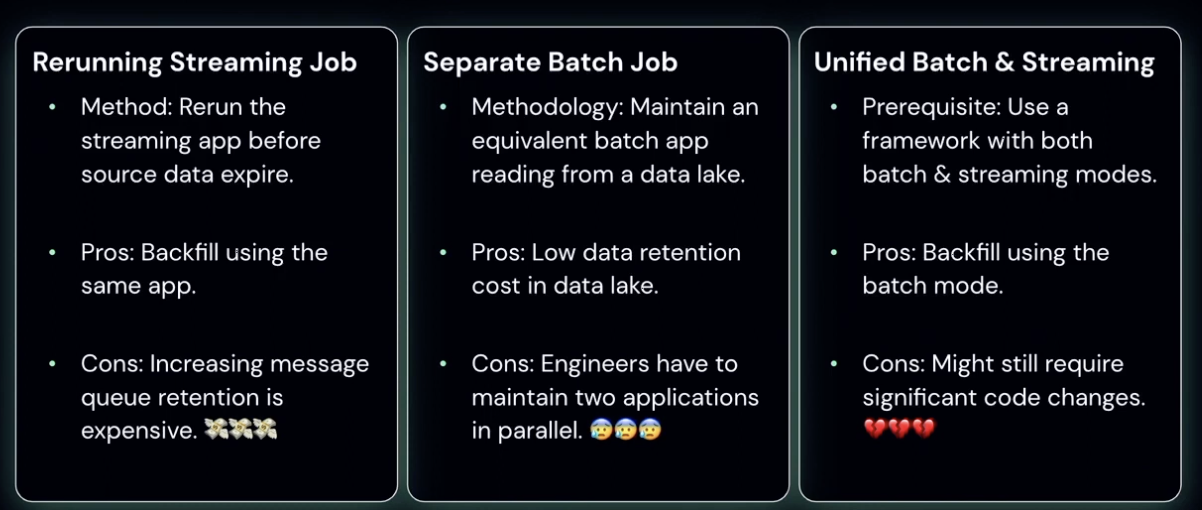 Rerunning Streaming Job
• Method: Rerun the
streaming app before
source data expire.
• Pros: Backfill using the
same app.
• Cons: Increasing message
queue retention is
expensive. 💸💸💸
Separate Batch Job
• Methodology: Maintain an
equivalent batch app
reading from a data lake.
• Pros: Low data retention
cost in data lake.
• Cons: Engineers have to
maintain two applications
in parallel. 😰😰😰
Unified Batch & Streaming
• Prerequisite: Use a
framework with both
batch & streaming modes.
• Pros: Backfill using the
batch mode.
• Cons: Might still require
significant code changes.
💔💔💔